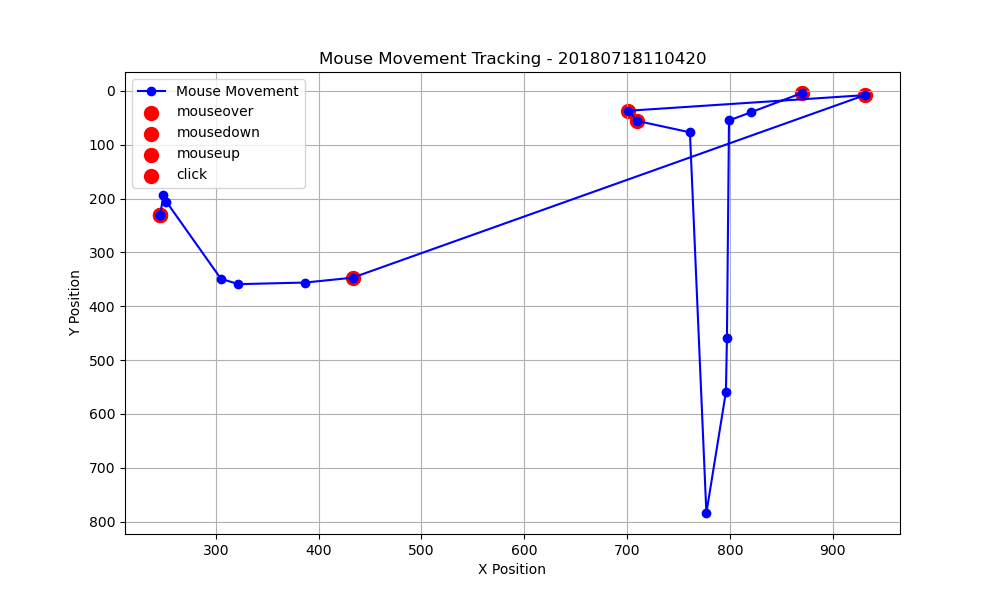 Mouse Movement Tracking - 20180718110420
Mouse Movement
mouseover
mousedown
mouseup
click
0
100
200
300
400
500
600
700
800
Y Position
300 400 500 600 700 800 900
X Position